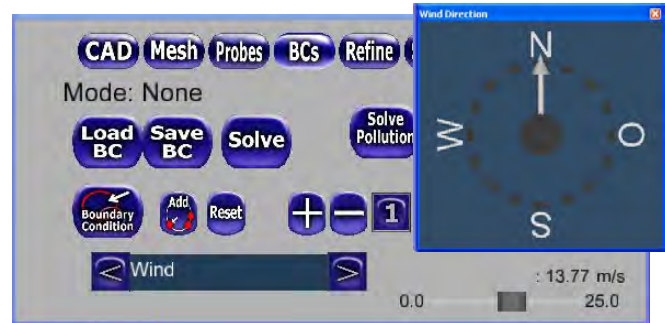 Wind Direction
CAD Mesh Probes BCs Refine
Mode: None
Load BC
Save BC
Solve
Solve Pollution
Boundary Condition
Add
Reset
+ - 1
< Wind >
: 13.77 m/s
0.0 25.0
N
W O
S